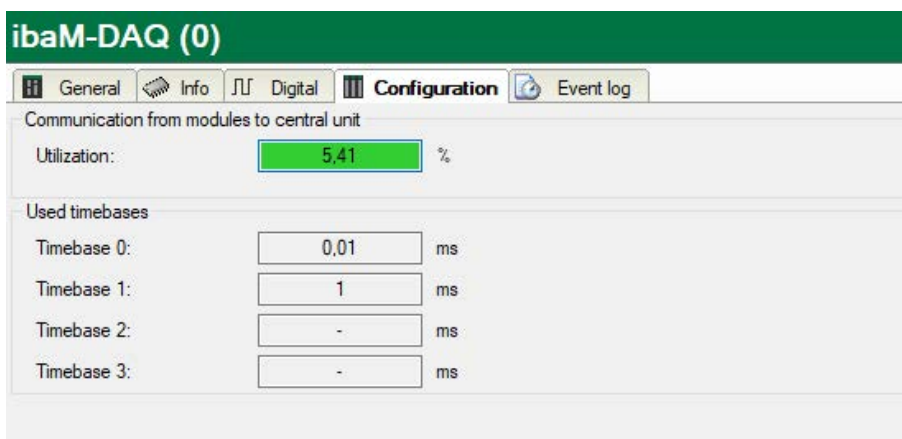 ibaM-DAQ (0)
General Info Digital Configuration Event log
Communication from modules to central unit
Utilization: 5,41 %
Used timebases
Timebase 0: 0,01 ms
Timebase 1: 1 ms
Timebase 2: - ms
Timebase 3: - ms